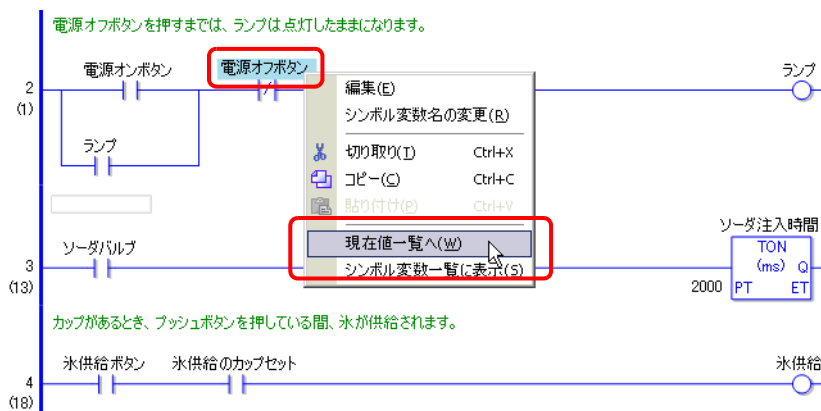 電源オフボタンを押すまでは、ランプは点灯したままになります。
電源オンボタン
電源オフボタン
ランプ
2
(1)
ランプ
編集(E)
シンボル変数名の変更(R)
切り取り(T) Ctrl+X
コピー(C) Ctrl+C
貼り付け(P) Ctrl+V
現在値一覧へ(W)
シンボル変数一覧に表示(S)
ソーダバルブ
3
(13)
ソーダ注入時間
TON
(ms) Q
2000 PT ET
カップがあるとき、プッシュボタンを押している間、氷が供給されます。
氷供給ボタン
氷供給のカップセット
氷供給
4
(18)